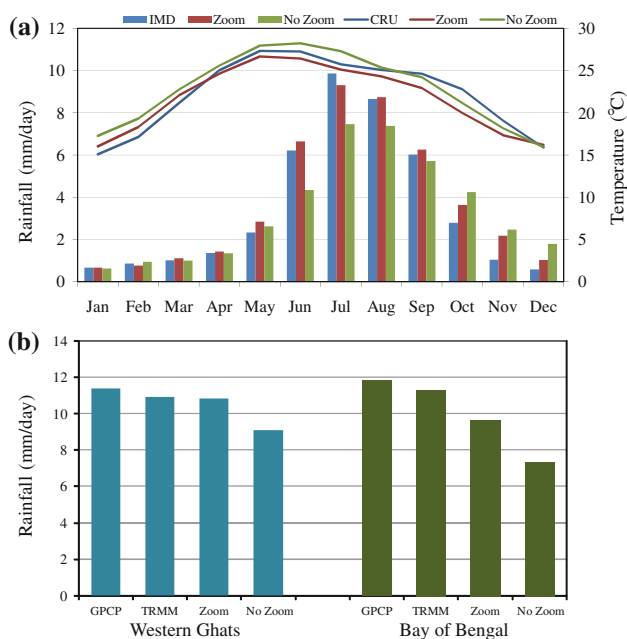 (a)
IMD Zoom No Zoom CRU Zoom No Zoom
12 30
10 25
8 20
6 15
4 10
2 5
0 0
Rainfall (mm/day)
Temperature (℃)
Jan Feb Mar Apr May Jun Jul Aug Sep Oct Nov Dec
(b)
14
12
10
8
6
4
2
0
Rainfall (mm/day)
GPCP TRMM Zoom No Zoom GPCP TRMM Zoom No Zoom
Western Ghats Bay of Bengal